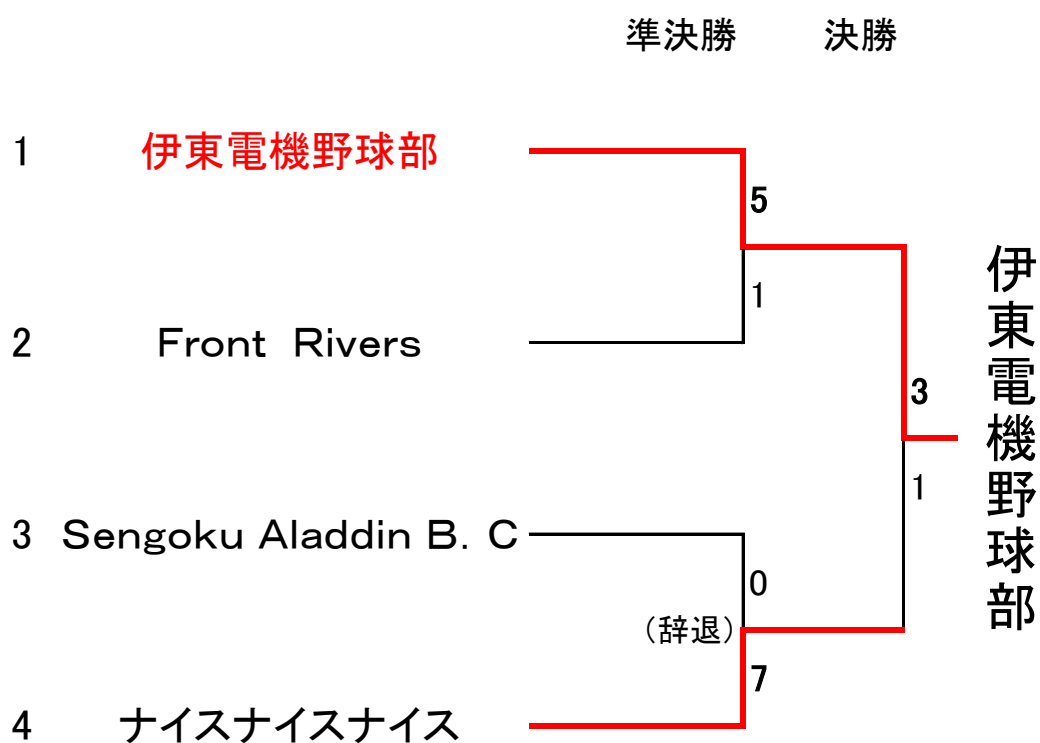 準決勝 決勝
1 伊東電機野球部
5
1
2 Front Rivers
3
1
伊東電機野球部
3 Sengoku Aladdin B. C
0
(辞退)
7
4 ナイスナイスナイス